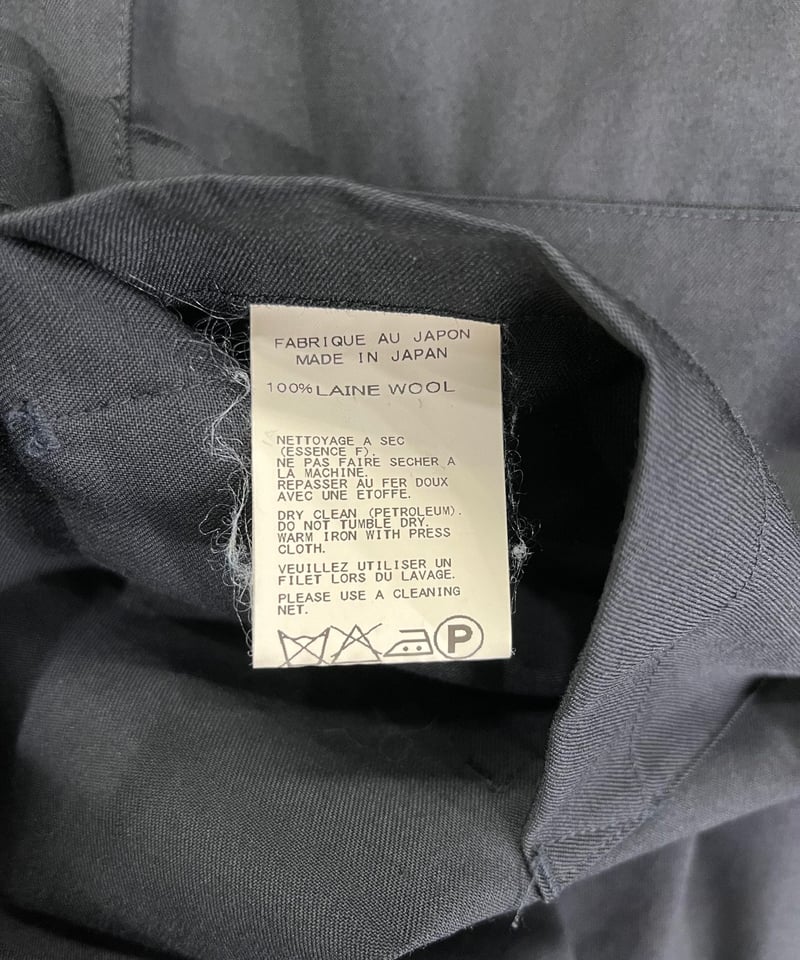 FABRIQUE AU JAPON
MADE IN JAPAN
100% LAINE WOOL
NETTOYAGE A SEC
(ESSENCE F).
NE PAS FAIRE SECHER A
LA MACHINE.
REPASSER AU FER DOUX
AVEC UNE ETOFFE.
DRY CLEAN (PETROLEUM).
DO NOT TUMBLE DRY.
WARM IRON WITH PRESS
CLOTH.
VEUILLEZ UTILISER UN
FILET LORS DU LAVAGE.
PLEASE USE A CLEANING
NET.
P